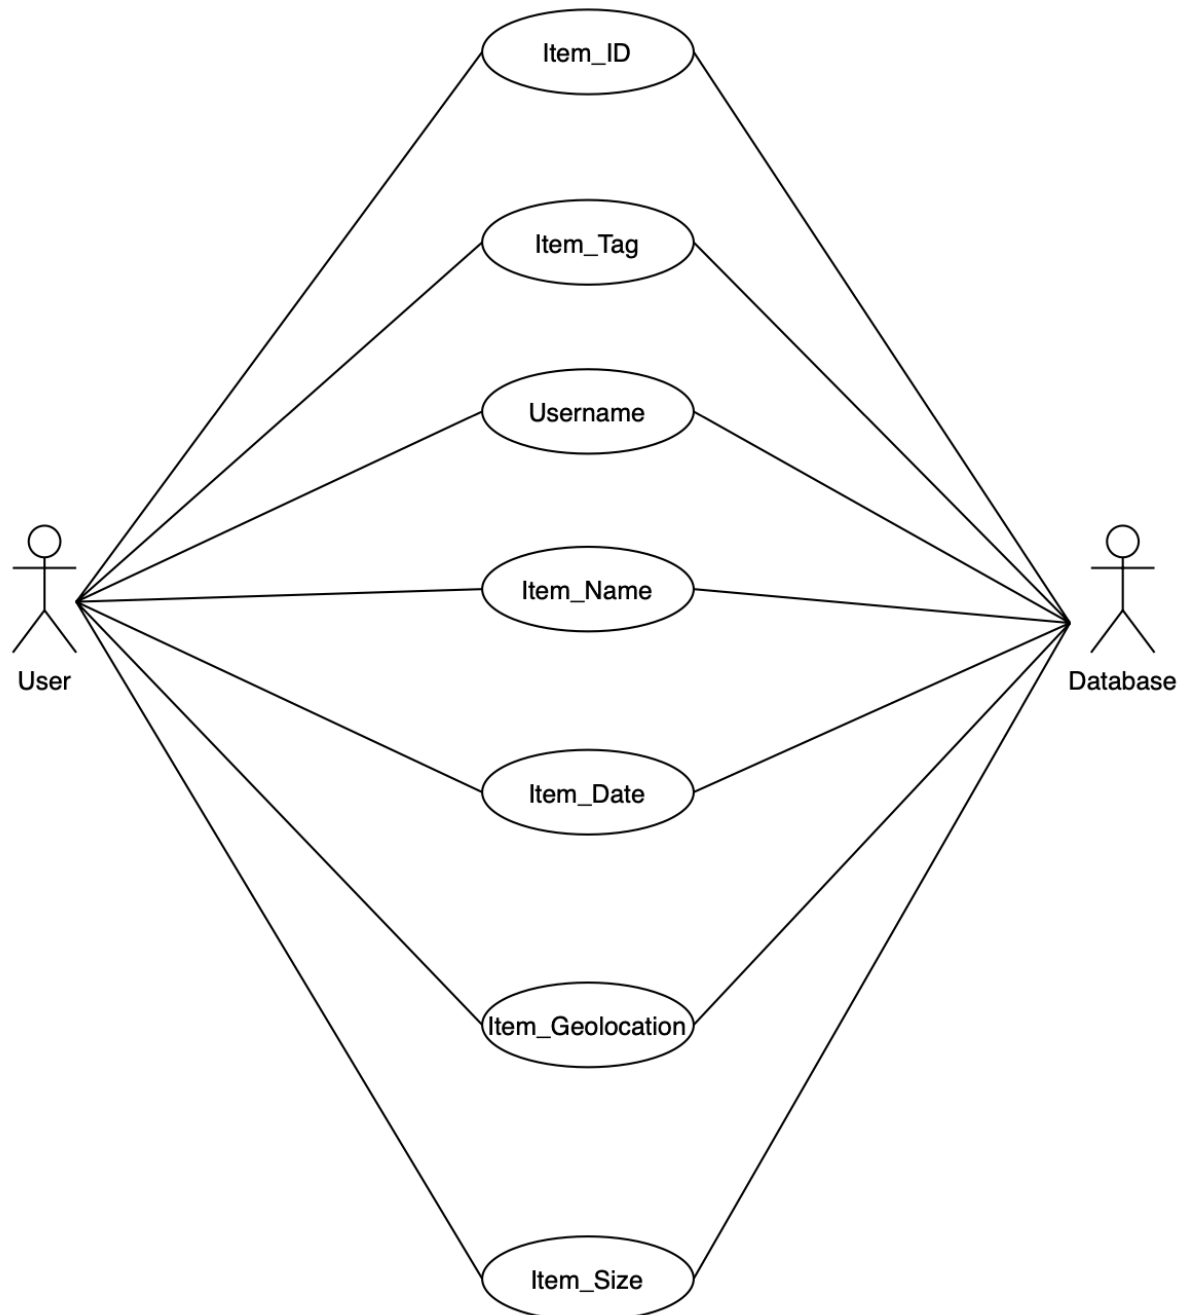 Item_ID
Item_Tag
Username
Item_Name
User
Database
Item_Date
Item_Geolocation
Item_Size